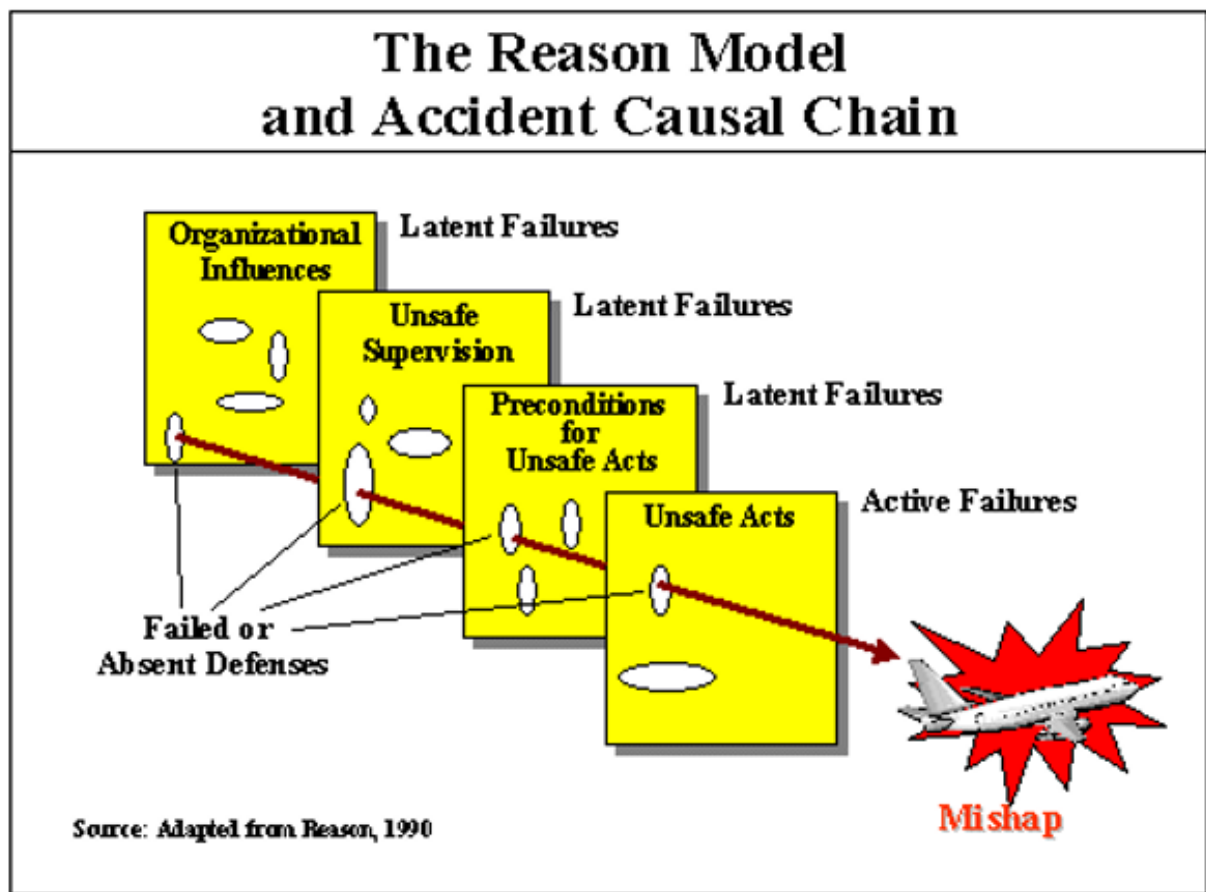 The Reason Model
and Accident Causal Chain
Organizational
Influences
Latent Failures
Unsafe
Supervision
Latent Failures
Preconditions
for
Unsafe Acts
Latent Failures
Unsafe Acts
Active Failures
Failed or
Absent Defenses
Mishap
Source: Adapted from Reason, 1990